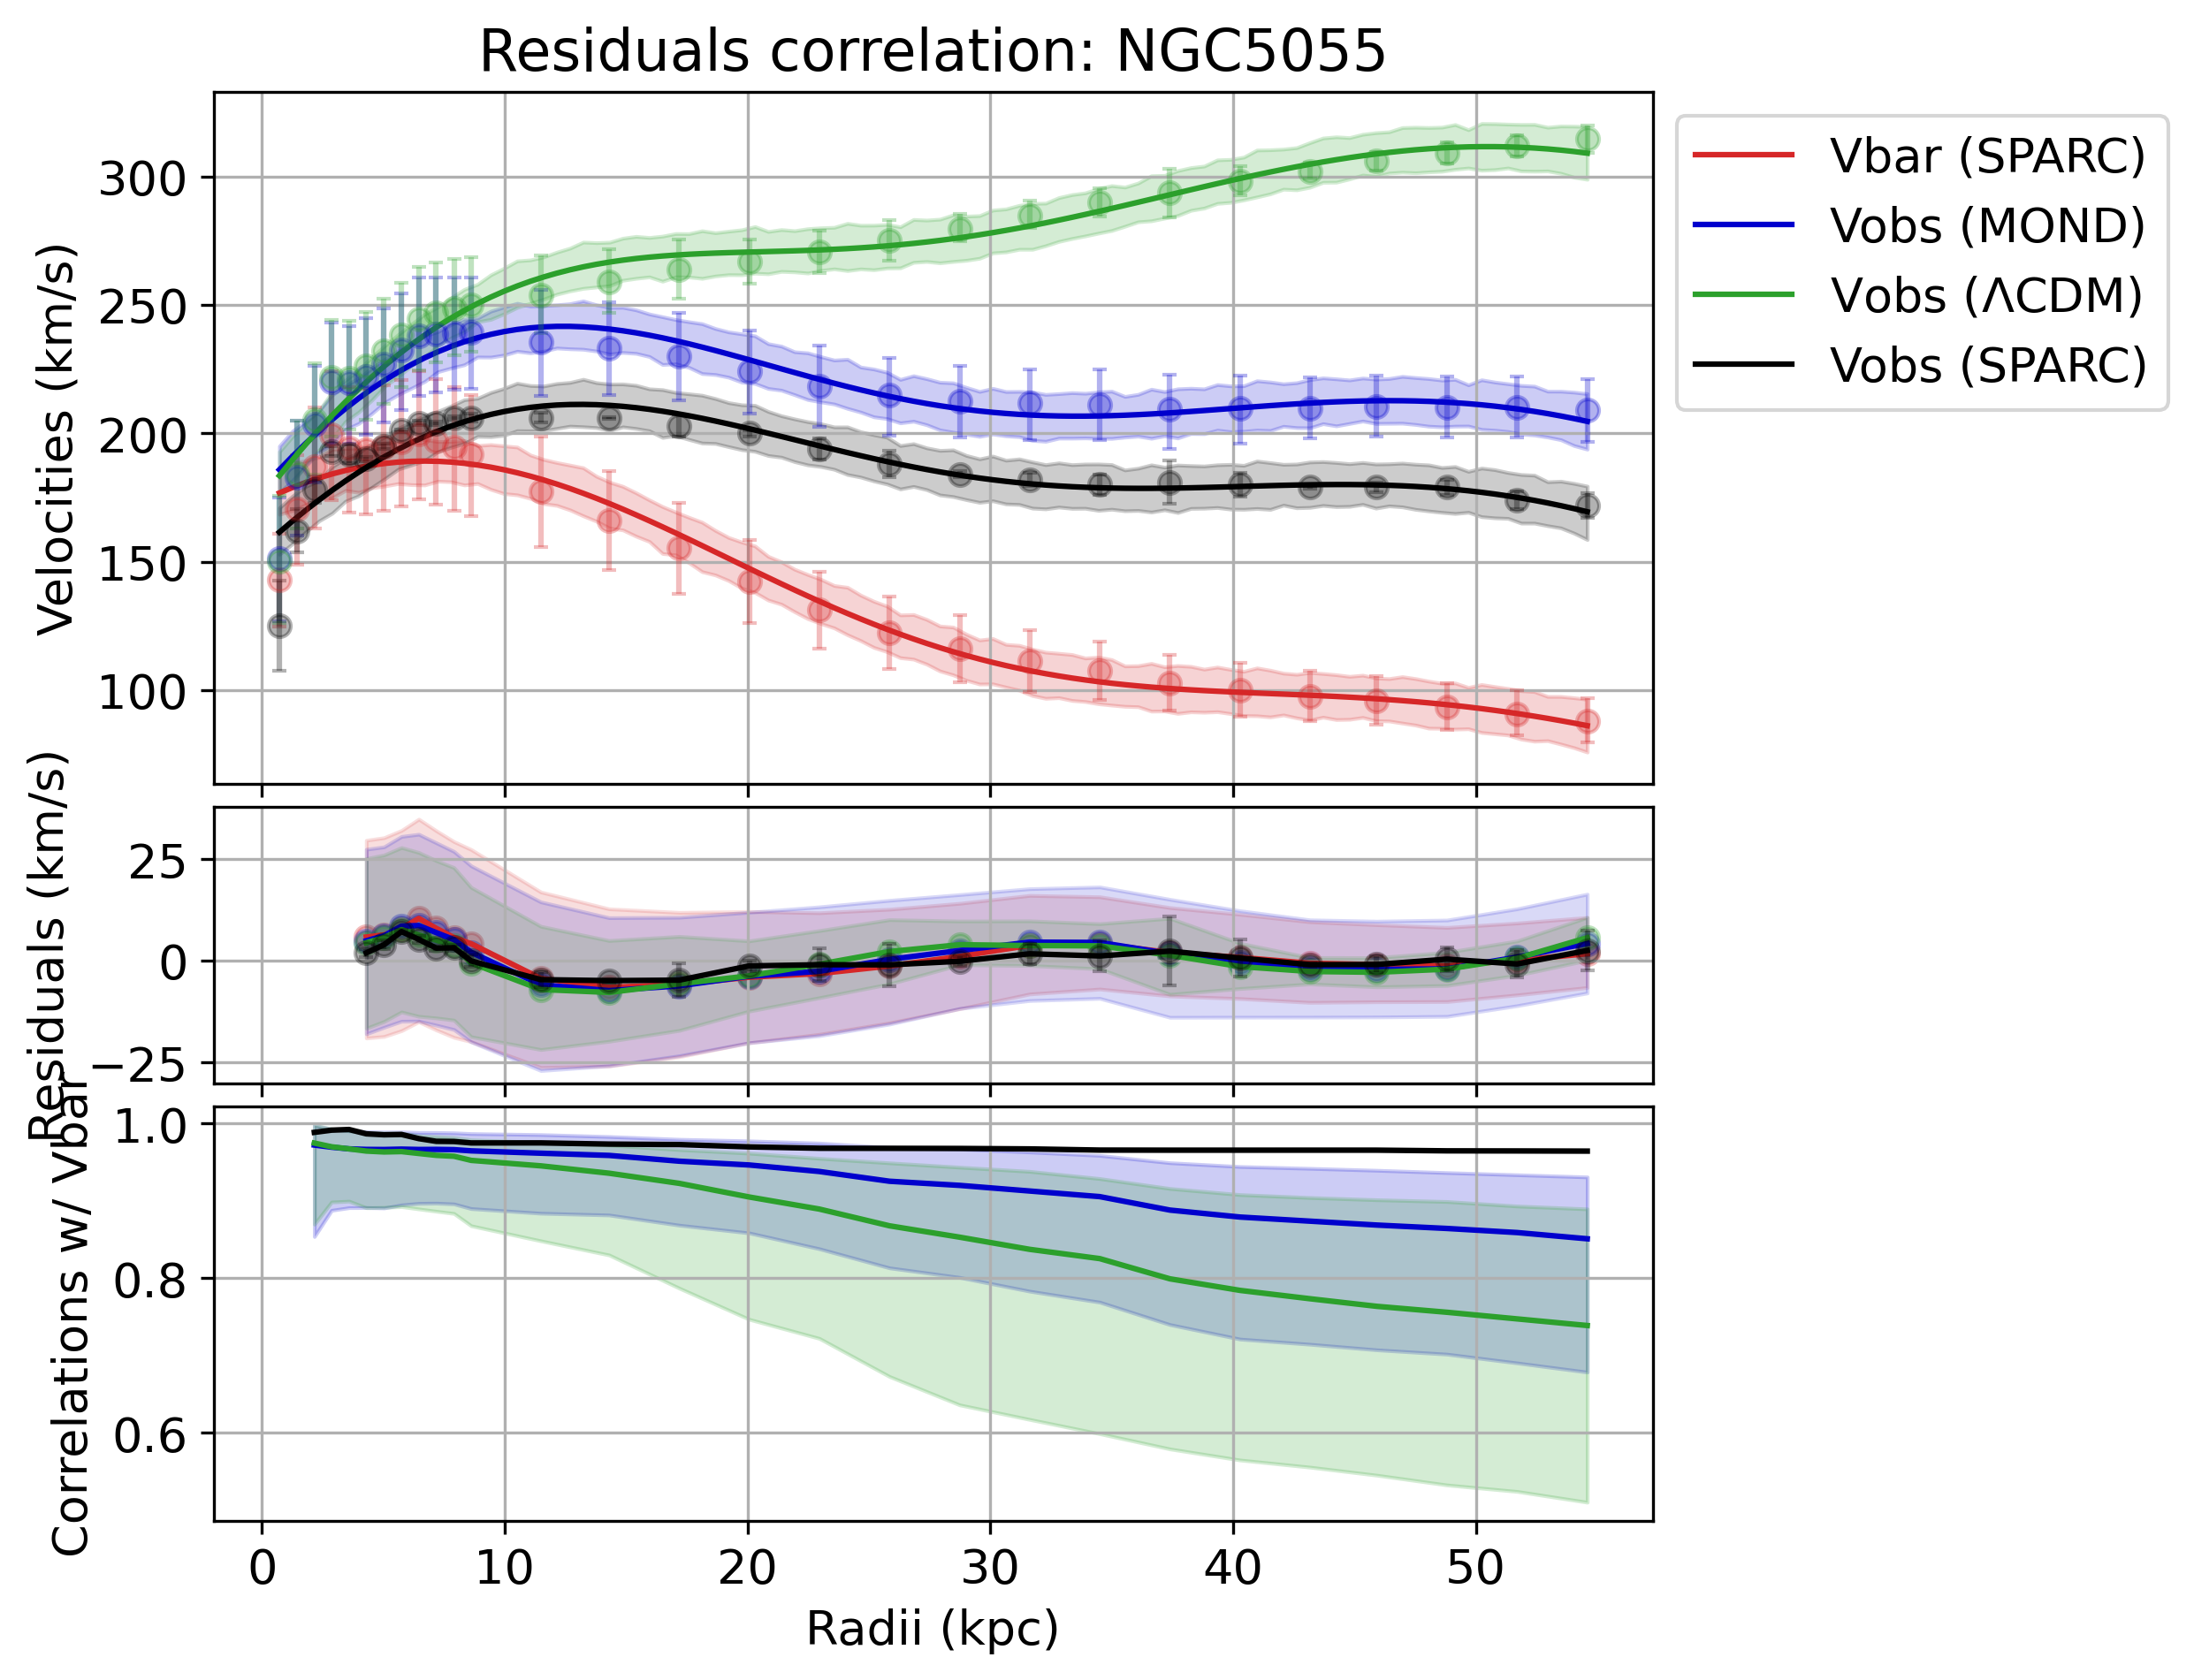 Residuals correlation: NGC5055
Velocities (km/s)
300
250
200
150
100
Vbar (SPARC)
Vobs (MOND)
Vobs (ΛCDM)
Vobs (SPARC)
Residuals (km/s)
25
0
−25
Correlations w/ Vbar
1.0
0.8
0.6
0 10 20 30 40 50
Radii (kpc)